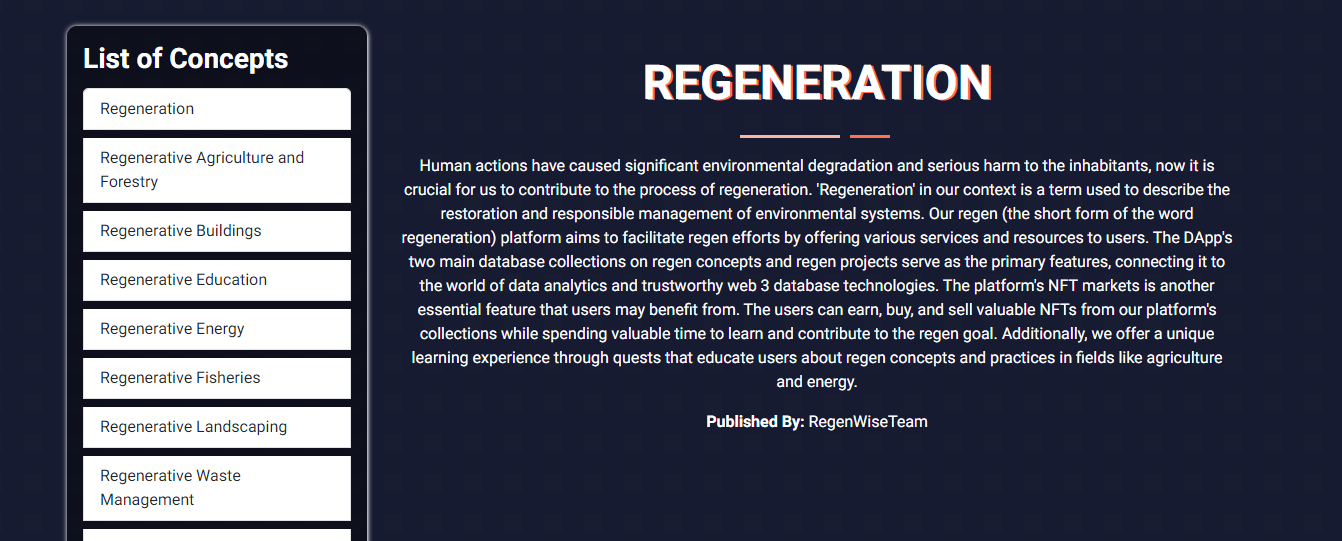 List of Concepts
Regeneration
Regenerative Agriculture and
Forestry
Regenerative Buildings
Regenerative Education
Regenerative Energy
Regenerative Fisheries
Regenerative Landscaping
Regenerative Waste
Management
REGENERATION
Human actions have caused significant environmental degradation and serious harm to the inhabitants, now it is
crucial for us to contribute to the process of regeneration. 'Regeneration' in our context is a term used to describe the
restoration and responsible management of environmental systems. Our regen (the short form of the word
regeneration) platform aims to facilitate regen efforts by offering various services and resources to users. The DApp's
two main database collections on regen concepts and regen projects serve as the primary features, connecting it to
the world of data analytics and trustworthy web 3 database technologies. The platform's NFT markets is another
essential feature that users may benefit from. The users can earn, buy, and sell valuable NFTs from our platform's
collections while spending valuable time to learn and contribute to the regen goal. Additionally, we offer a unique
learning experience through quests that educate users about regen concepts and practices in fields like agriculture
and energy.
Published By: RegenWiseTeam